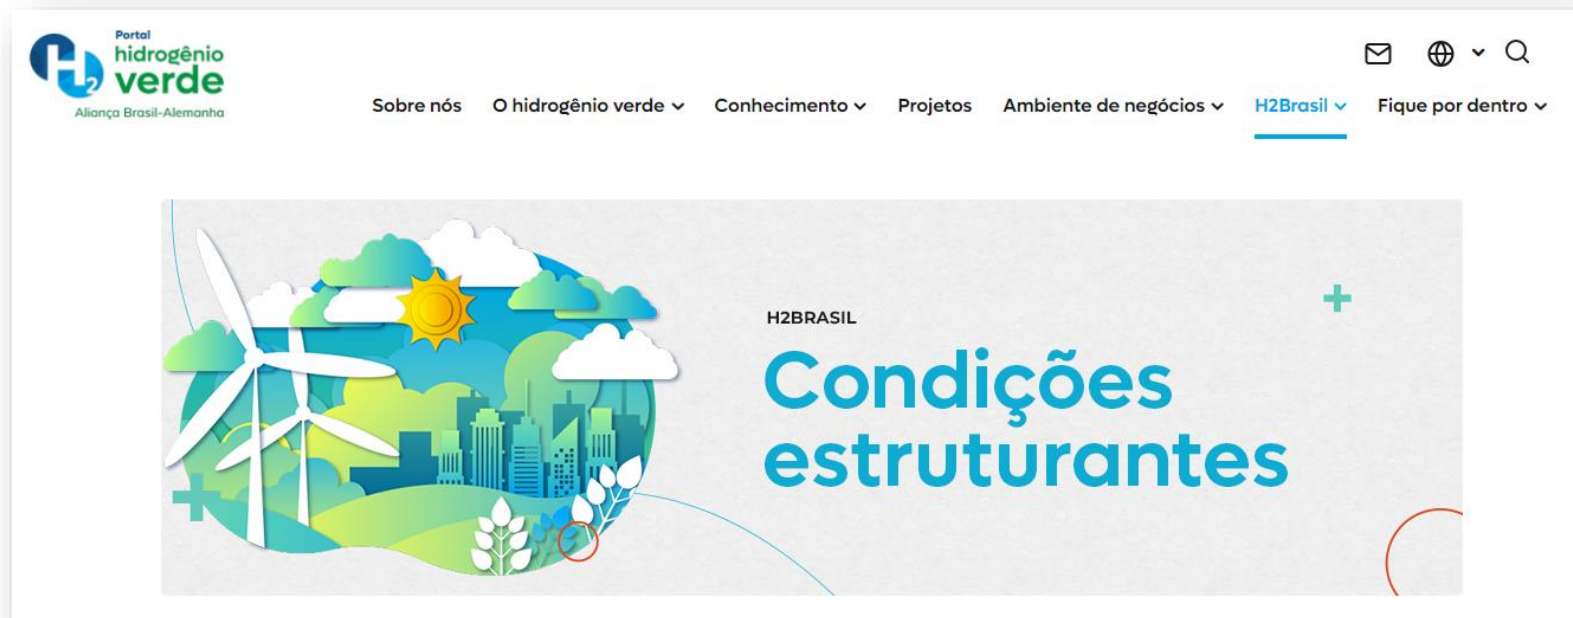 Portal
hidrogênio
verde
H2
Aliança Brasil-Alemanha
Sobre nós O hidrogênio verde Conhecimento Projetos Ambiente de negócios H2Brasil Fique por dentro
H2BRASIL
Condições
estruturantes